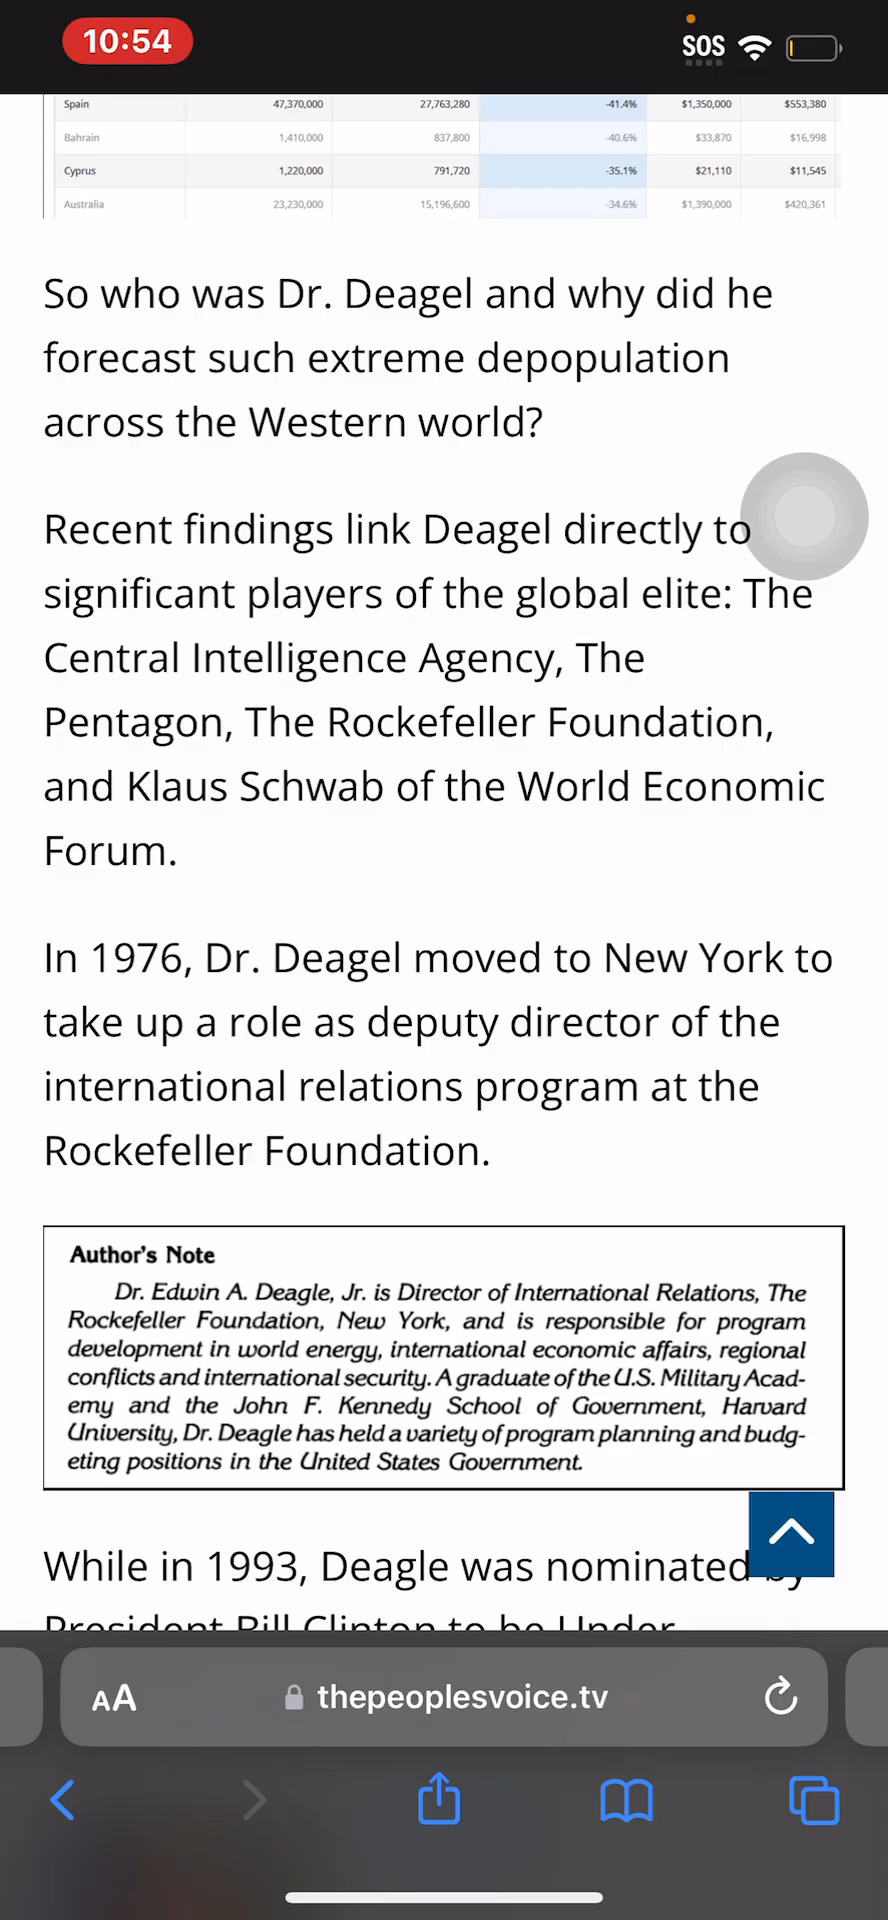 10:54
SOS
Spain 47,370,000 27,763,280 -41.4% $1,350,000 $553,380
Bahrain 1,410,000 837,800 -40.6% $33,870 $16,998
Cyprus 1,220,000 791,720 -35.1% $21,110 $11,545
Australia 23,230,000 15,196,600 -34.6% $1,390,000 $420,361
So who was Dr. Deagel and why did he
forecast such extreme depopulation
across the Western world?
Recent findings link Deagel directly to
significant players of the global elite: The
Central Intelligence Agency, The
Pentagon, The Rockefeller Foundation,
and Klaus Schwab of the World Economic
Forum.
In 1976, Dr. Deagel moved to New York to
take up a role as deputy director of the
international relations program at the
Rockefeller Foundation.
Author's Note
Dr. Edwin A. Deagle, Jr. is Director of International Relations, The
Rockefeller Foundation, New York, and is responsible for program
development in world energy, international economic affairs, regional
conflicts and international security. A graduate of the U.S. Military Acad-
emy and the John F. Kennedy School of Government, Harvard
University, Dr. Deagle has held a variety of program planning and budg-
eting positions in the United States Government.
While in 1993, Deagle was nominated by
President Bill Clinton to be Under
AA thepeoplesvoice.tv